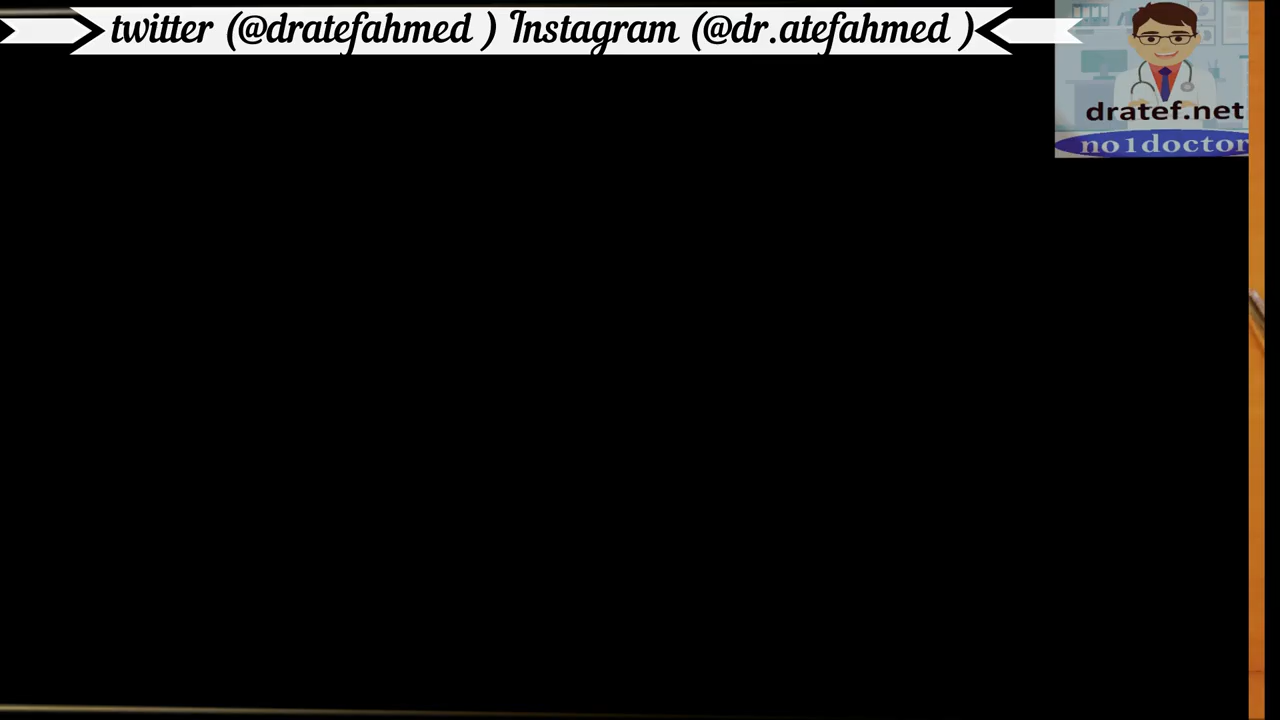 twitter (@dratefahmed ) Instagram (@dr.atefahmed )
dratef.net
no1doctor